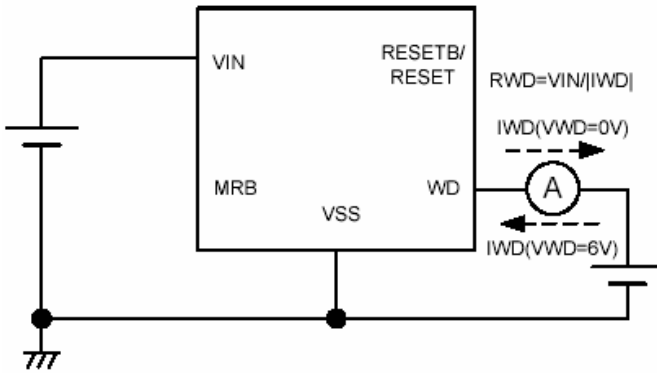 VIN
RESETB/
RESET
RWD=VIN/|IWD|
IWD(VWD=0V)
MRB
WD
A
VSS
IWD(VWD=6V)